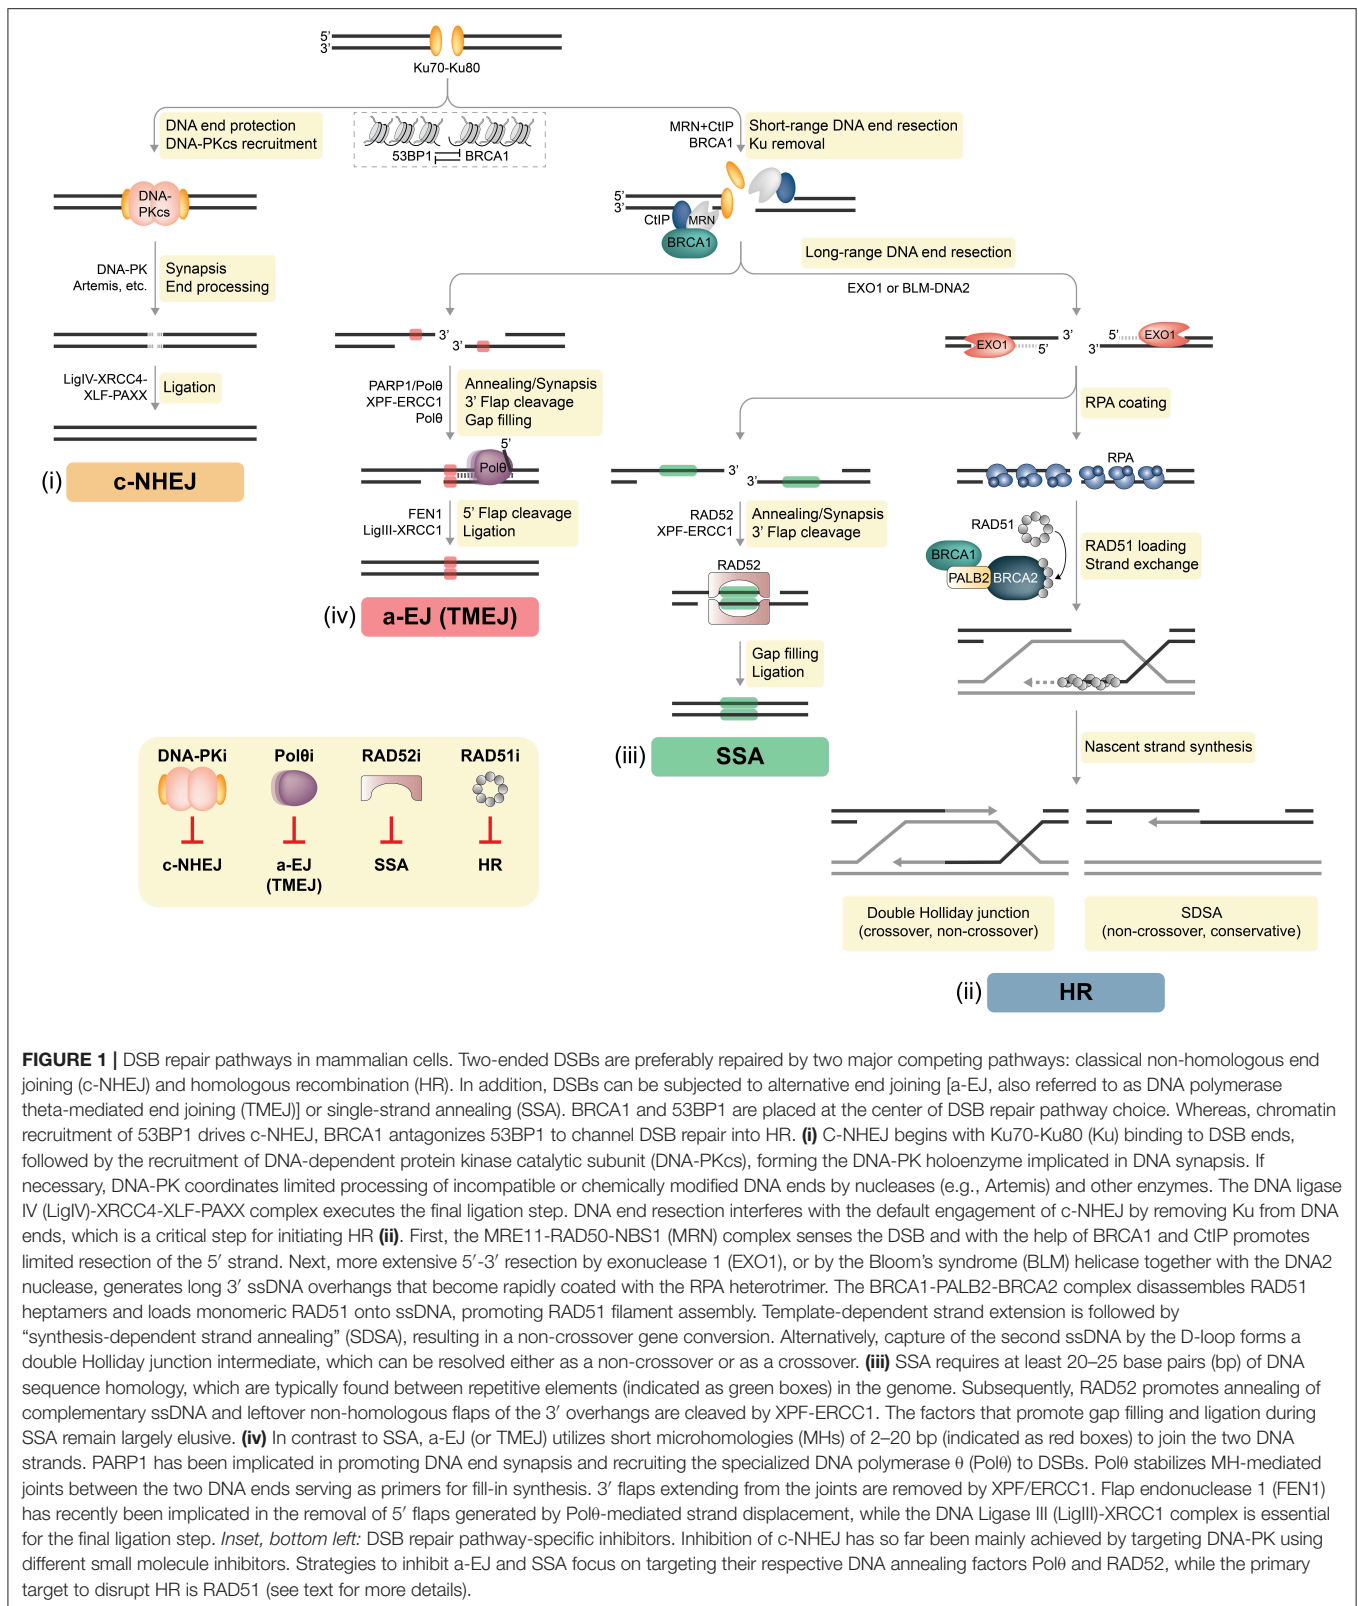 5’
3’
Ku70-Ku80
DNA end protection
DNA-PKcs recruitment
53BP1
BRCA1
MRN+CtIP
BRCA1
Short-range DNA end resection
Ku removal
DNA-
PKcs
5’
3’
CtIP
MRN
BRCA1
DNA-PK
Artemis, etc.
Synapsis
End processing
Long-range DNA end resection
EXO1 or BLM-DNA2
3’
3’
EXO1
5’
3’
5’
3’
EXO1
LigIV-XRCC4-
XLF-PAXX
Ligation
PARP1/Polθ
XPF-ERCC1
Polθ
Annealing/Synapsis
3’ Flap cleavage
Gap filling
RPA coating
(i)
c-NHEJ
5’
Polθ
3’
3’
RPA
FEN1
LigIII-XRCC1
5’ Flap cleavage
Ligation
RAD52
XPF-ERCC1
Annealing/Synapsis
3’ Flap cleavage
RAD51
BRCA1
PALB2
BRCA2
RAD51 loading
Strand exchange
(iv)
a-EJ (TMEJ)
RAD52
Gap filling
Ligation
(iii)
SSA
Nascent strand synthesis
DNA-PKi
Polθi
RAD52i
RAD51i
c-NHEJ
a-EJ
(TMEJ)
SSA
HR
Double Holliday junction
(crossover, non-crossover)
SDSA
(non-crossover, conservative)
(ii)
HR
FIGURE 1 | DSB repair pathways in mammalian cells. Two-ended DSBs are preferably repaired by two major competing pathways: classical non-homologous end
joining (c-NHEJ) and homologous recombination (HR). In addition, DSBs can be subjected to alternative end joining [a-EJ, also referred to as DNA polymerase
theta-mediated end joining (TMEJ)] or single-strand annealing (SSA). BRCA1 and 53BP1 are placed at the center of DSB repair pathway choice. Whereas, chromatin
recruitment of 53BP1 drives c-NHEJ, BRCA1 antagonizes 53BP1 to channel DSB repair into HR. (i) C-NHEJ begins with Ku70-Ku80 (Ku) binding to DSB ends,
followed by the recruitment of DNA-dependent protein kinase catalytic subunit (DNA-PKcs), forming the DNA-PK holoenzyme implicated in DNA synapsis. If
necessary, DNA-PK coordinates limited processing of incompatible or chemically modified DNA ends by nucleases (e.g., Artemis) and other enzymes. The DNA ligase
IV (LigIV)-XRCC4-XLF-PAXX complex executes the final ligation step. DNA end resection interferes with the default engagement of c-NHEJ by removing Ku from DNA
ends, which is a critical step for initiating HR (ii). First, the MRE11-RAD50-NBS1 (MRN) complex senses the DSB and with the help of BRCA1 and CtIP promotes
limited resection of the 5′ strand. Next, more extensive 5′-3′ resection by exonuclease 1 (EXO1), or by the Bloom’s syndrome (BLM) helicase together with the DNA2
nuclease, generates long 3′ ssDNA overhangs that become rapidly coated with the RPA heterotrimer. The BRCA1-PALB2-BRCA2 complex disassembles RAD51
heptamers and loads monomeric RAD51 onto ssDNA, promoting RAD51 filament assembly. Template-dependent strand extension is followed by
“synthesis-dependent strand annealing” (SDSA), resulting in a non-crossover gene conversion. Alternatively, capture of the second ssDNA by the D-loop forms a
double Holliday junction intermediate, which can be resolved either as a non-crossover or as a crossover. (iii) SSA requires at least 20–25 base pairs (bp) of DNA
sequence homology, which are typically found between repetitive elements (indicated as green boxes) in the genome. Subsequently, RAD52 promotes annealing of
complementary ssDNA and leftover non-homologous flaps of the 3′ overhangs are cleaved by XPF-ERCC1. The factors that promote gap filling and ligation during
SSA remain largely elusive. (iv) In contrast to SSA, a-EJ (or TMEJ) utilizes short microhomologies (MHs) of 2–20 bp (indicated as red boxes) to join the two DNA
strands. PARP1 has been implicated in promoting DNA end synapsis and recruiting the specialized DNA polymerase θ (Polθ) to DSBs. Polθ stabilizes MH-mediated
joints between the two DNA ends serving as primers for fill-in synthesis. 3′ flaps extending from the joints are removed by XPF/ERCC1. Flap endonuclease 1 (FEN1)
has recently been implicated in the removal of 5′ flaps generated by Polθ-mediated strand displacement, while the DNA Ligase III (LigIII)-XRCC1 complex is essential
for the final ligation step. Inset, bottom left: DSB repair pathway-specific inhibitors. Inhibition of c-NHEJ has so far been mainly achieved by targeting DNA-PK using
different small molecule inhibitors. Strategies to inhibit a-EJ and SSA focus on targeting their respective DNA annealing factors Polθ and RAD52, while the primary
target to disrupt HR is RAD51 (see text for more details).